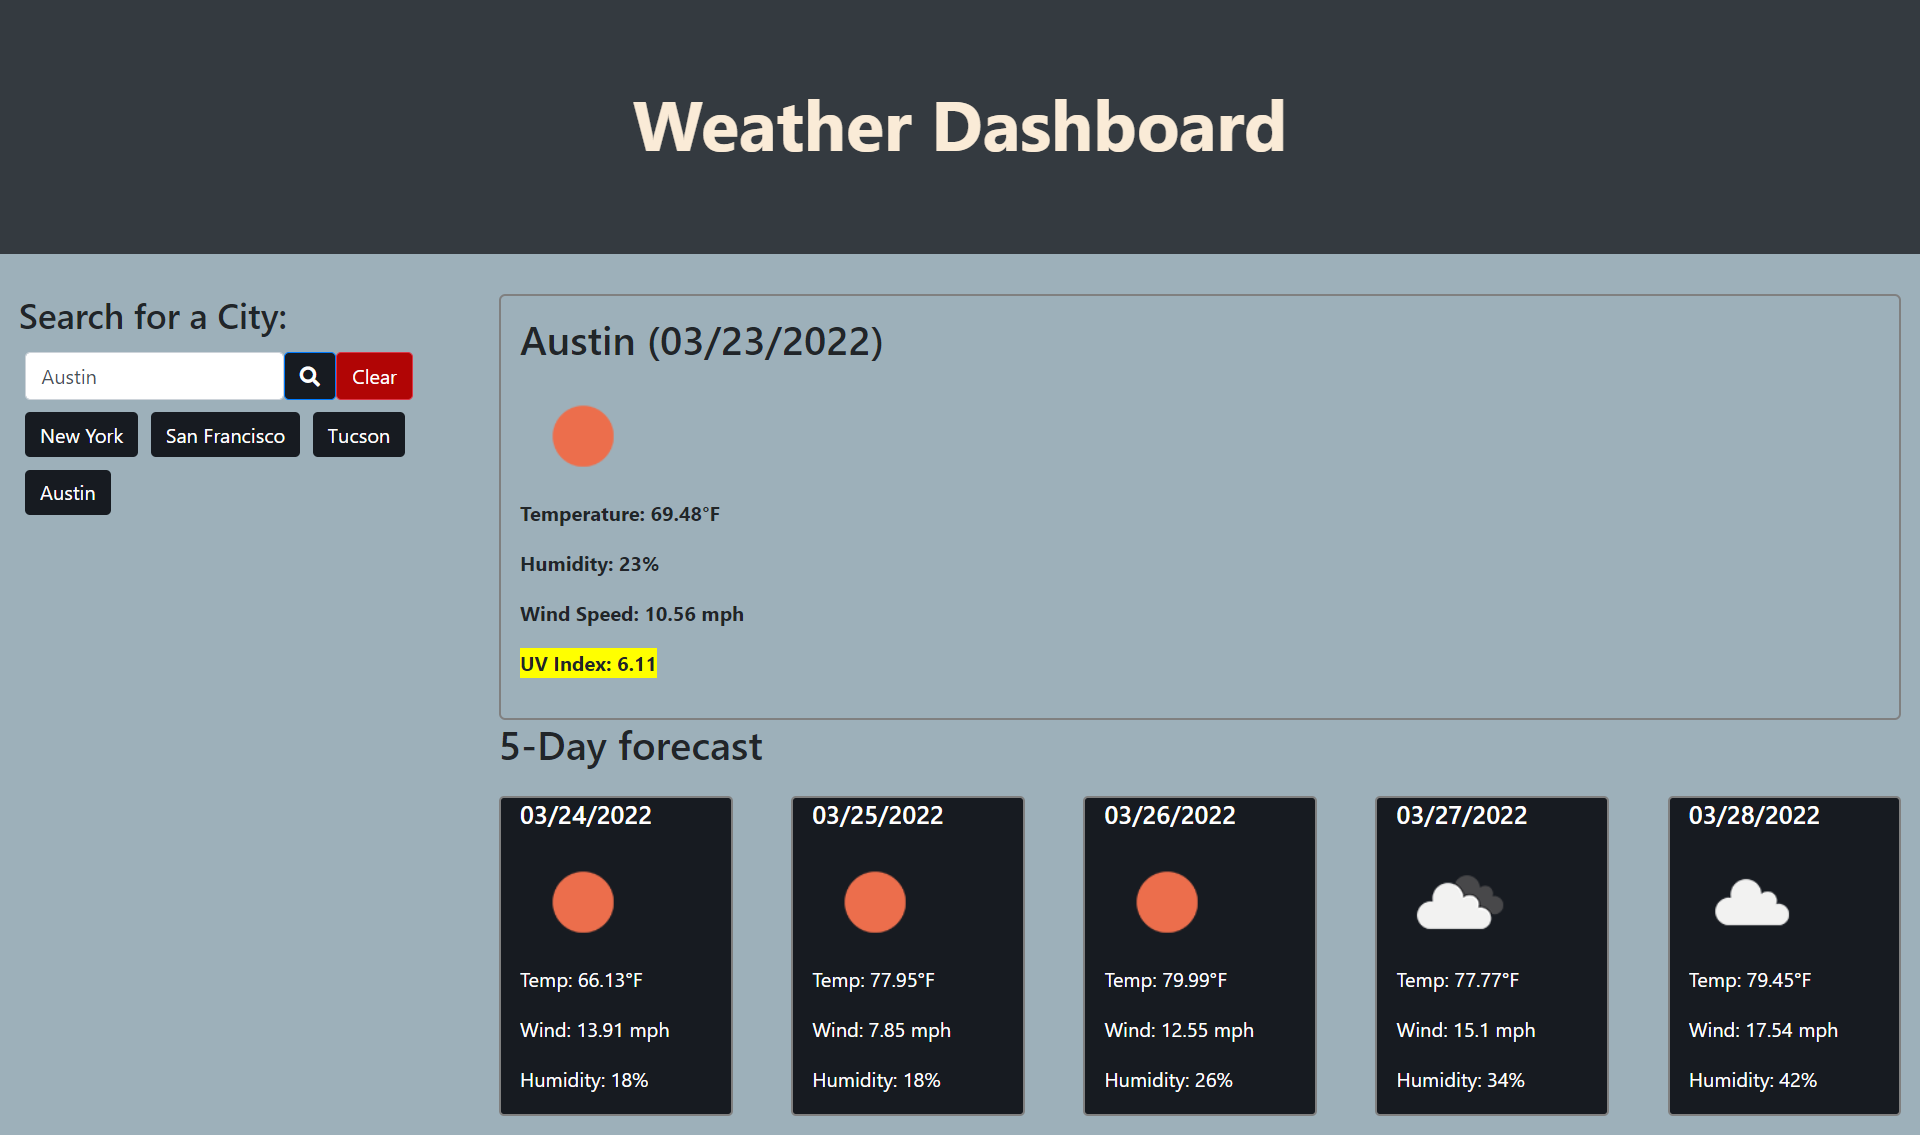 Weather Dashboard
Search for a City:
Austin
Clear
New York San Francisco Tucson
Austin
Austin (03/23/2022)
Temperature: 69.48°F
Humidity: 23%
Wind Speed: 10.56 mph
UV Index: 6.11
5-Day forecast
03/24/2022
Temp: 66.13°F
Wind: 13.91 mph
Humidity: 18%
03/25/2022
Temp: 77.95°F
Wind: 7.85 mph
Humidity: 18%
03/26/2022
Temp: 79.99°F
Wind: 12.55 mph
Humidity: 26%
03/27/2022
Temp: 77.77°F
Wind: 15.1 mph
Humidity: 34%
03/28/2022
Temp: 79.45°F
Wind: 17.54 mph
Humidity: 42%